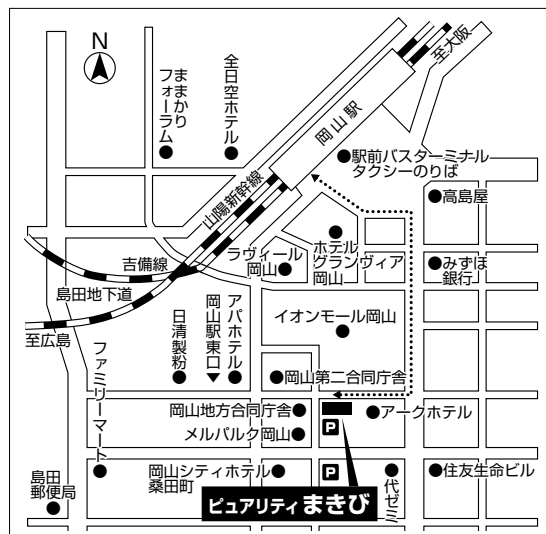 N
至大阪
全日空ホテル
ままかり
フォーラム
岡山駅
駅前バスターミナル
タクシーのりば
山陽新幹線
高島屋
吉備線
ラヴィール
岡山
ホテル
グランヴィア
岡山
みずほ
銀行
島田地下道
至広島
イオンモール岡山
ファミリーマート
日清製粉
岡山駅東口
アパホテル
岡山第二合同庁舎
岡山地方合同庁舎
アークホテル
メルパルク岡山
P
島田
郵便局
岡山シティホテル
桑田町
P
代ゼミ
住友生命ビル
ピュアリティまきび